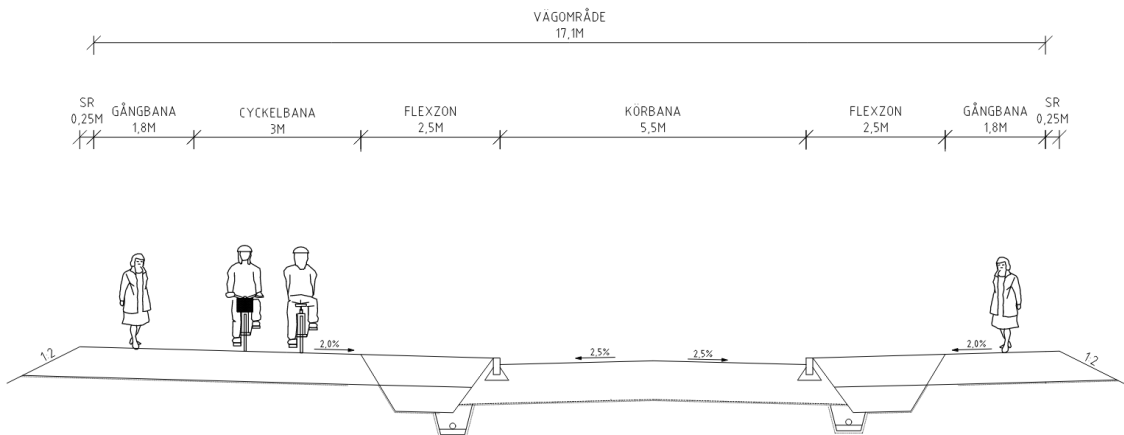 VÄGOMRÅDE
17,1M
SR
0,25M
GÅNGBANA
1,8M
CYCKELBANA
3M
FLEXZON
2,5M
KÖRBANA
5,5M
FLEXZON
2,5M
GÅNGBANA
1,8M
SR
0,25M
1:2
2,0%
2,5%
2,5%
2,0%
1:2